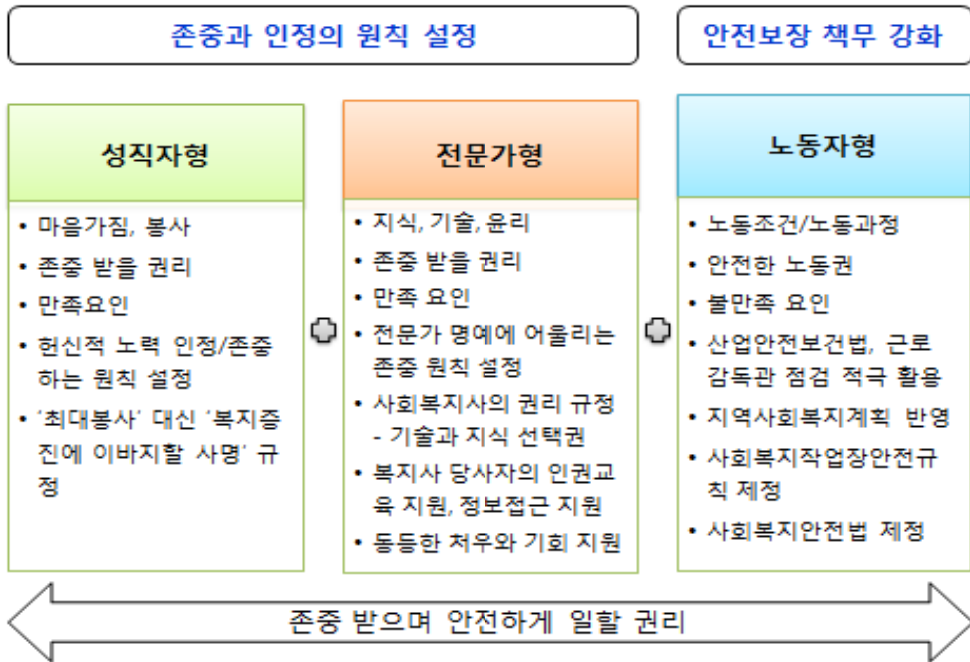 존중과 인정의 원칙 설정
안전보장 책무 강화
성직자형
• 마음가짐, 봉사
• 존중 받을 권리
• 만족요인
• 헌신적 노력 인정/존중
하는 원칙 설정
• '최대봉사' 대신 '복지증
진에 이바지할 사명' 규
정
전문가형
• 지식, 기술, 윤리
• 존중 받을 권리
• 만족 요인
• 전문가 명예에 어울리는
존중 원칙 설정
• 사회복지사의 권리 규정
- 기술과 지식 선택권
• 복지사 당사자의 인권교
육 지원, 정보접근 지원
• 동등한 처우와 기회 지원
노동자형
• 노동조건/노동과정
• 안전한 노동권
• 불만족 요인
• 산업안전보건법, 근로
감독관 점검 적극 활용
• 지역사회복지계획 반영
• 사회복지작업장안전규
칙 제정
• 사회복지안전법 제정
존중 받으며 안전하게 일할 권리